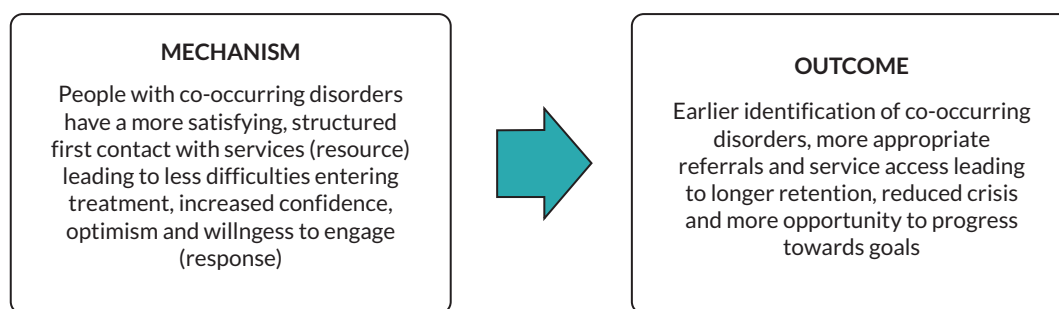 MECHANISM
People with co-occurring disorders
have a more satisfying, structured
first contact with services (resource)
leading to less difficulties entering
treatment, increased confidence,
optimism and willngess to engage
(response)
OUTCOME
Earlier identification of co-occurring
disorders, more appropriate
referrals and service access leading
to longer retention, reduced crisis
and more opportunity to progress
towards goals